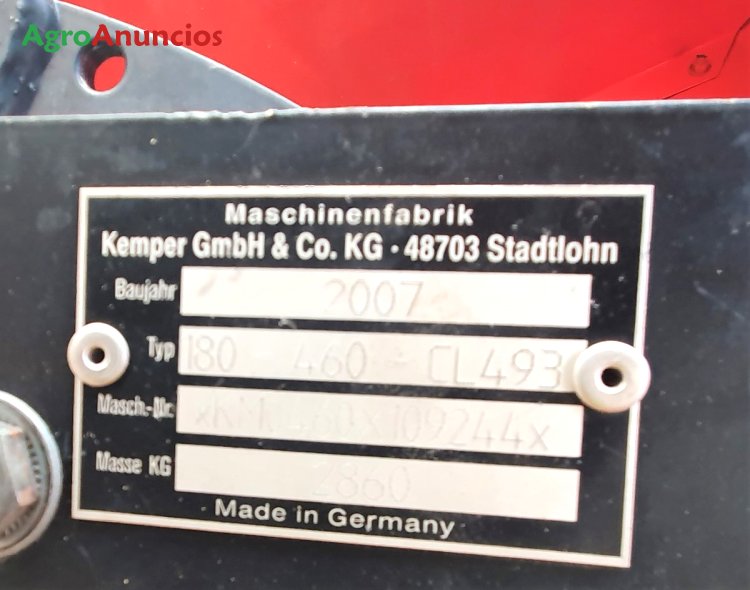 AgroAnuncios
Maschinenfabrik
Kemper GmbH & Co. KG · 48703 Stadtlohn
Baujahr 2007
Typ 180 460 - CL493
Masch.-Nr.
Masse KG 2860
Made in Germany